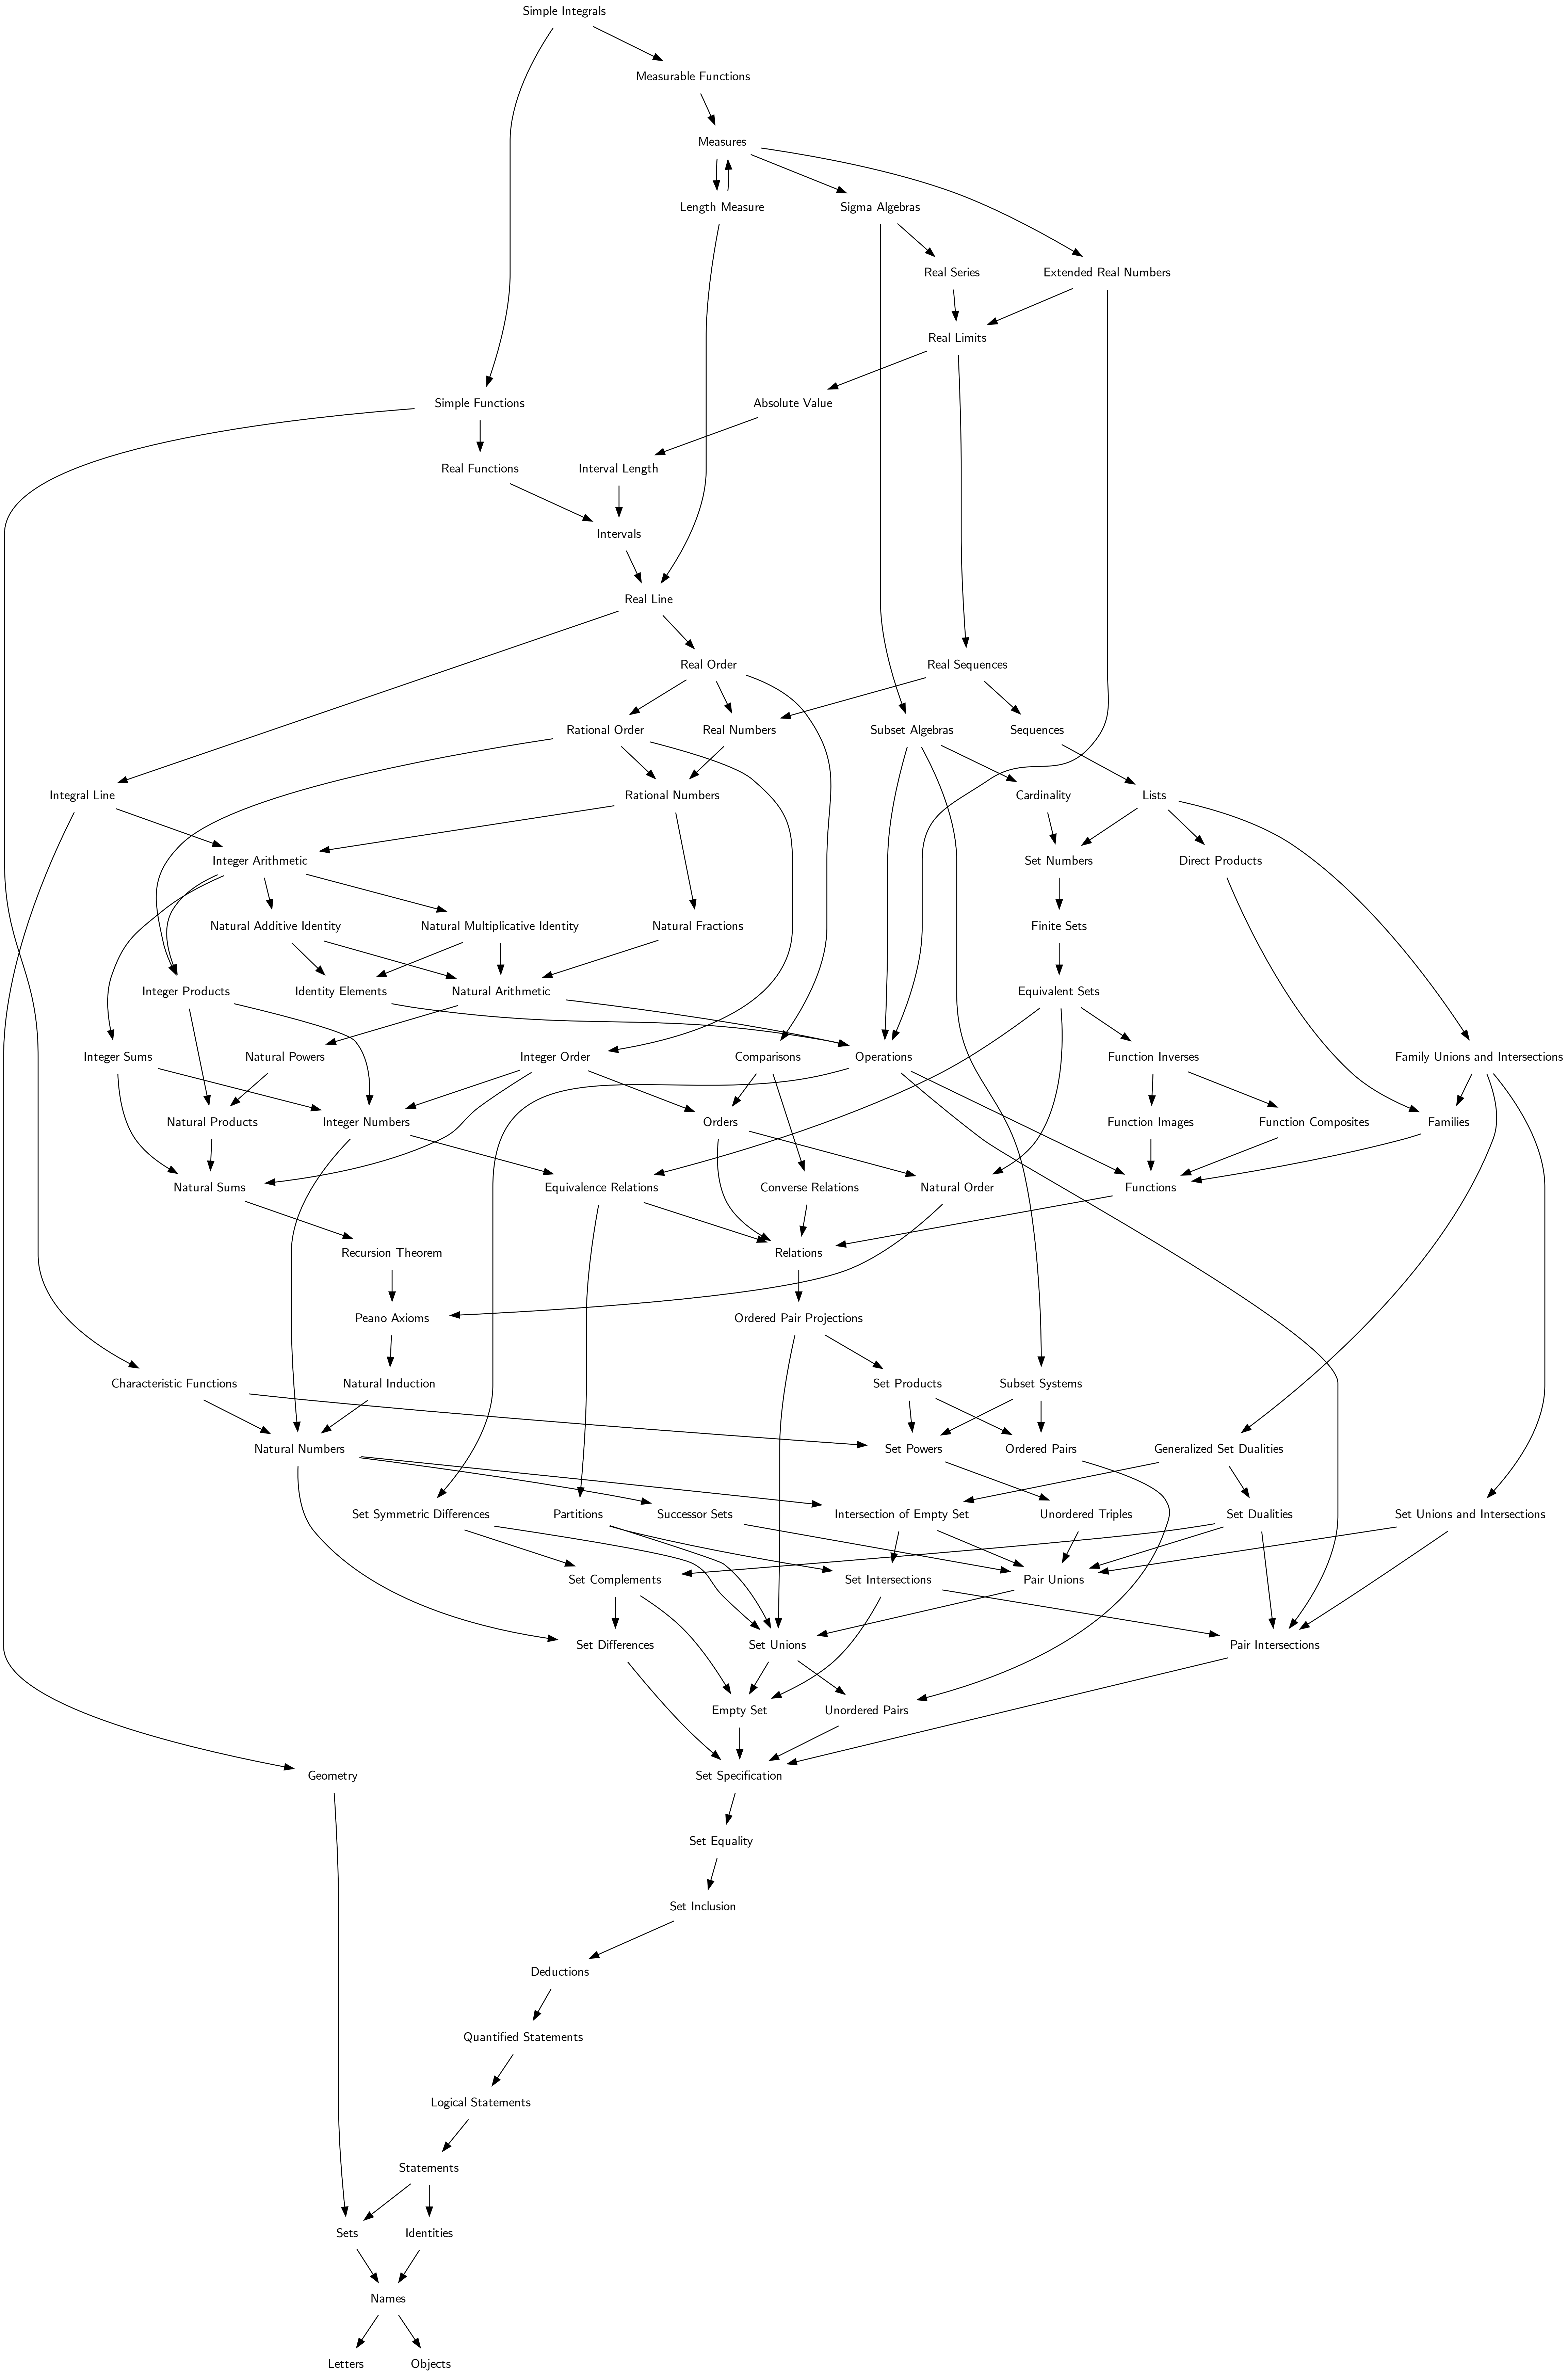 Simple Integrals
Measurable Functions
Measures
Length Measure
Sigma Algebras
Real Series
Extended Real Numbers
Real Limits
Simple Functions
Absolute Value
Real Functions
Interval Length
Intervals
Real Line
Real Order
Real Sequences
Rational Order
Real Numbers
Subset Algebras
Sequences
Integral Line
Rational Numbers
Cardinality
Lists
Integer Arithmetic
Set Numbers
Direct Products
Natural Additive Identity
Natural Multiplicative Identity
Natural Fractions
Finite Sets
Integer Products
Identity Elements
Natural Arithmetic
Equivalent Sets
Integer Sums
Natural Powers
Integer Order
Comparisons
Operations
Function Inverses
Family Unions and Intersections
Natural Products
Integer Numbers
Orders
Function Images
Function Composites
Families
Natural Sums
Equivalence Relations
Converse Relations
Natural Order
Functions
Recursion Theorem
Relations
Peano Axioms
Ordered Pair Projections
Characteristic Functions
Natural Induction
Set Products
Subset Systems
Natural Numbers
Set Powers
Ordered Pairs
Generalized Set Dualities
Set Symmetric Differences
Partitions
Successor Sets
Intersection of Empty Set
Unordered Triples
Set Dualities
Set Unions and Intersections
Set Complements
Set Intersections
Pair Unions
Set Differences
Set Unions
Pair Intersections
Empty Set
Unordered Pairs
Geometry
Set Specification
Set Equality
Set Inclusion
Deductions
Quantified Statements
Logical Statements
Statements
Sets
Identities
Names
Letters
Objects